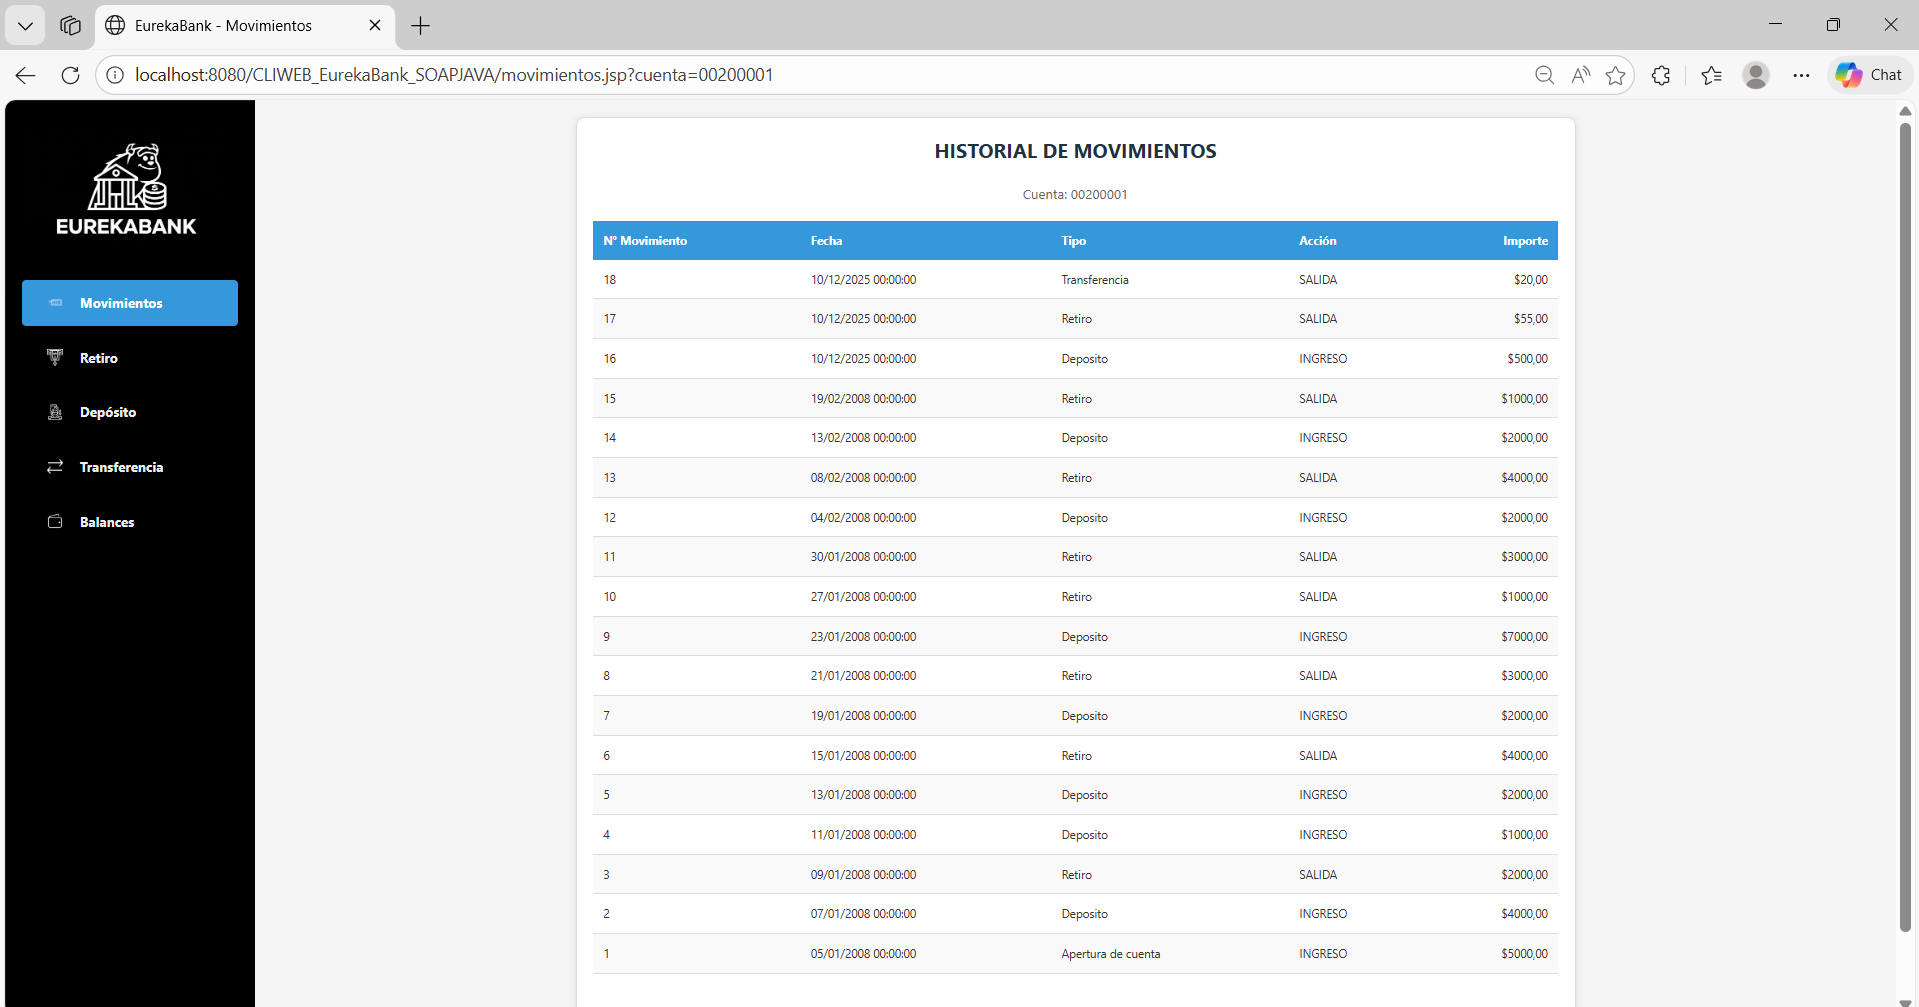 EurekaBank - Movimientos
localhost:8080/CLIWEB_EurekaBank_SOAPJAVA/movimientos.jsp?cuenta=00200001
Chat
EUREKABANK
Movimientos
Retiro
Depósito
Transferencia
Balances
HISTORIAL DE MOVIMIENTOS
Cuenta: 00200001
N° Movimiento Fecha Tipo Acción Importe
18 10/12/2025 00:00:00 Transferencia SALIDA $20,00
17 10/12/2025 00:00:00 Retiro SALIDA $55,00
16 10/12/2025 00:00:00 Deposito INGRESO $500,00
15 19/02/2008 00:00:00 Retiro SALIDA $1000,00
14 13/02/2008 00:00:00 Deposito INGRESO $2000,00
13 08/02/2008 00:00:00 Retiro SALIDA $4000,00
12 04/02/2008 00:00:00 Deposito INGRESO $2000,00
11 30/01/2008 00:00:00 Retiro SALIDA $3000,00
10 27/01/2008 00:00:00 Retiro SALIDA $1000,00
9 23/01/2008 00:00:00 Deposito INGRESO $7000,00
8 21/01/2008 00:00:00 Retiro SALIDA $3000,00
7 19/01/2008 00:00:00 Deposito INGRESO $2000,00
6 15/01/2008 00:00:00 Retiro SALIDA $4000,00
5 13/01/2008 00:00:00 Deposito INGRESO $2000,00
4 11/01/2008 00:00:00 Deposito INGRESO $1000,00
3 09/01/2008 00:00:00 Retiro SALIDA $2000,00
2 07/01/2008 00:00:00 Deposito INGRESO $4000,00
1 05/01/2008 00:00:00 Apertura de cuenta INGRESO $5000,00